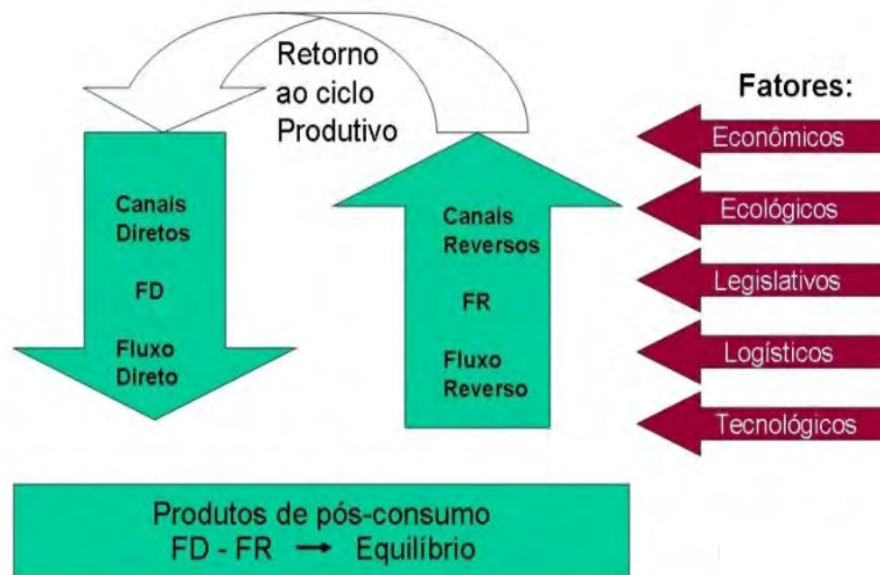 Retorno
ao ciclo
Produtivo
Fatores:
Econômicos
Ecológicos
Legislativos
Logísticos
Tecnológicos
Canais
Diretos
FD
Fluxo
Direto
Canais
Reversos
FR
Fluxo
Reverso
Produtos de pós-consumo
FD - FR → Equilíbrio